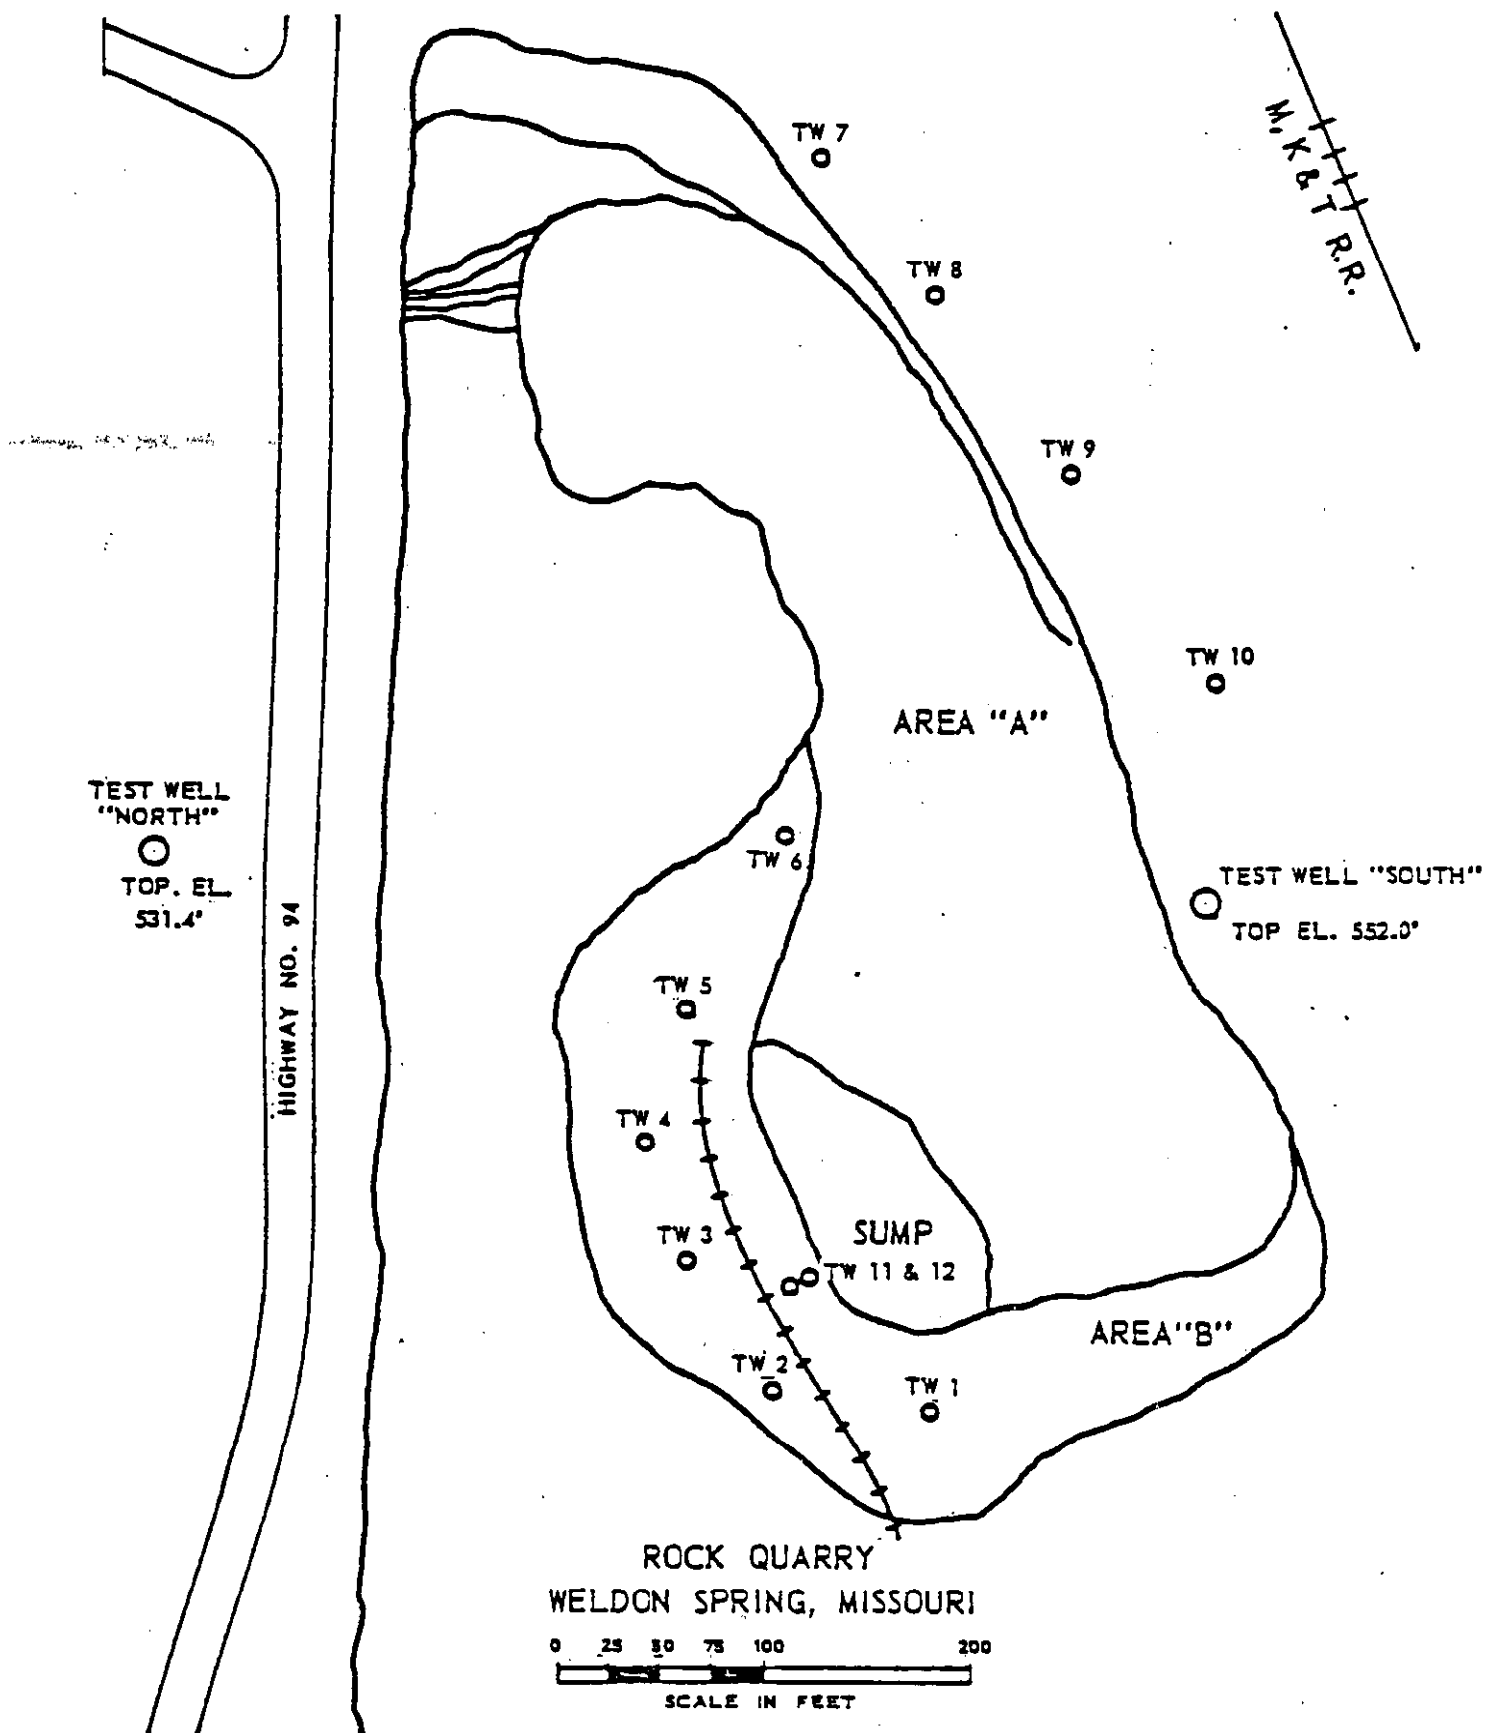 TW 7
M, K & T R.R.
TW 8
TW 9
TW 10
AREA "A"
TEST WELL
"NORTH"
TOP. EL.
531.4'
TW 6
TEST WELL "SOUTH"
TOP EL. 552.0'
HIGHWAY NO. 94
TW 5
TW 4
TW 3
SUMP
TW 11 & 12
AREA "B"
TW 2
TW 1
ROCK QUARRY
WELDON SPRING, MISSOURI
0 25 50 75 100 200
SCALE IN FEET